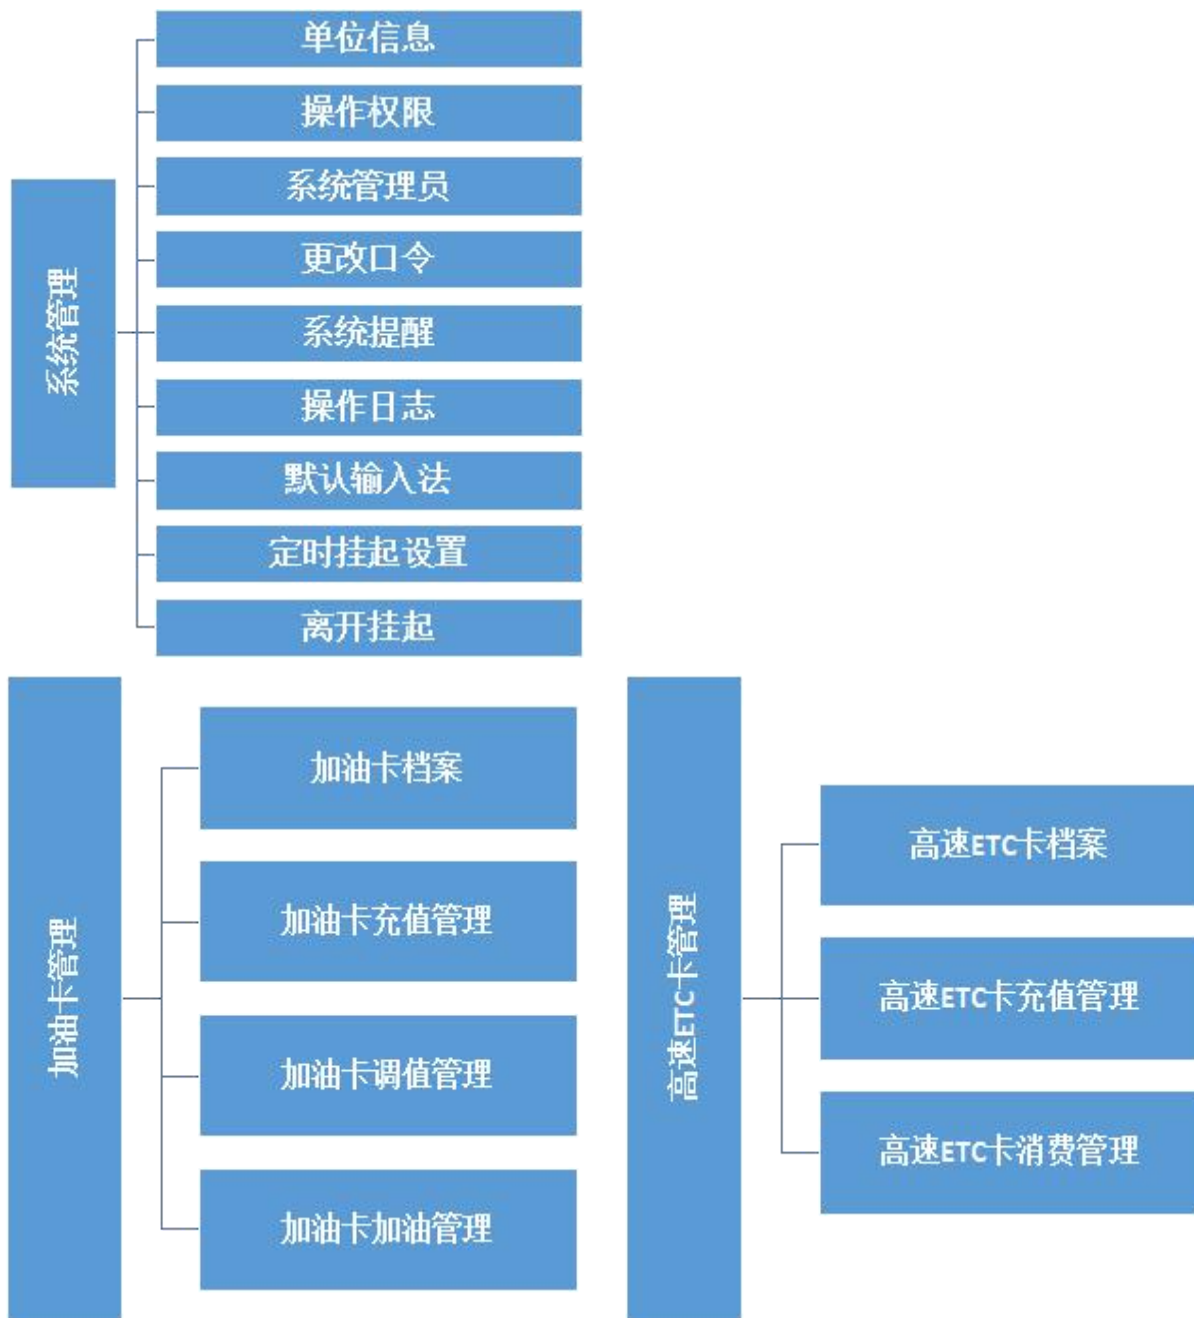 系统管理
单位信息
操作权限
系统管理员
更改口令
系统提醒
操作日志
默认输入法
定时挂起设置
离开挂起
加油卡管理
加油卡档案
加油卡充值管理
加油卡调值管理
加油卡加油管理
高速ETC卡管理
高速ETC卡档案
高速ETC卡充值管理
高速ETC卡消费管理